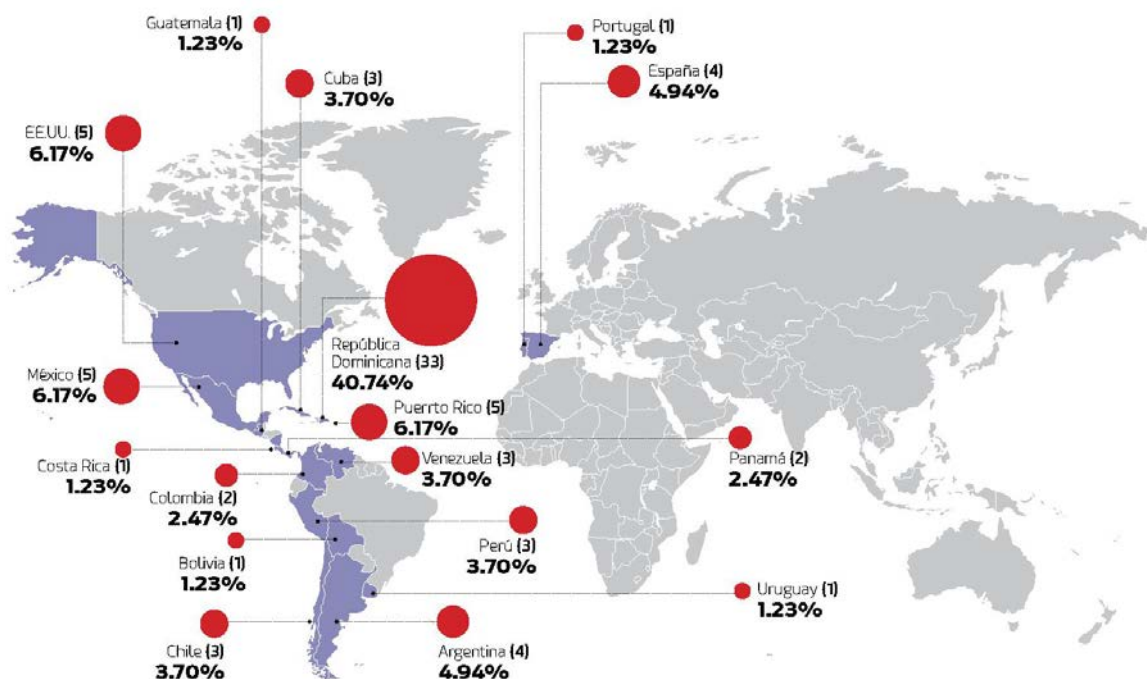 Guatemala (1)
1.23%
Portugal (1)
1.23%
España (4)
4.94%
Cuba (3)
3.70%
EE.UU. (5)
6.17%
República
Dominicana (33)
40.74%
México (5)
6.17%
Puerrto Rico (5)
6.17%
Costa Rica (1)
1.23%
Venezuela (3)
3.70%
Panamá (2)
2.47%
Colombia (2)
2.47%
Perú (3)
3.70%
Bolivia (1)
1.23%
Uruguay (1)
1.23%
Chile (3)
3.70%
Argentina (4)
4.94%